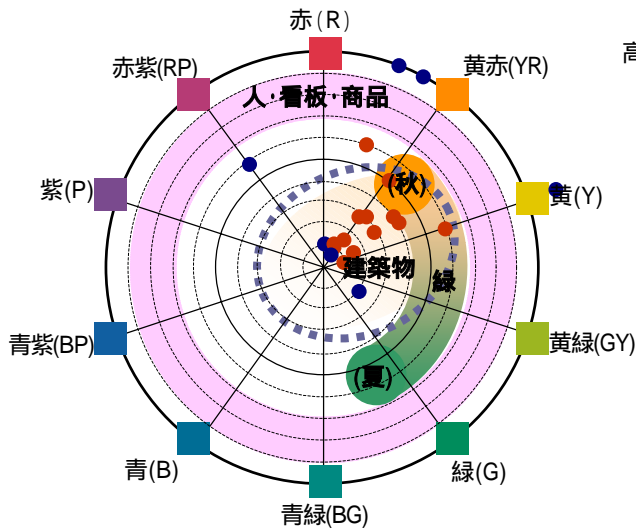 赤(R)
高
赤紫(RP)
黄赤(YR)
人・看板・商品
紫(P)
(秋)
黄(Y)
建築物
緑
青紫(BP)
黄緑(GY)
(夏)
青(B)
緑(G)
青緑(BG)